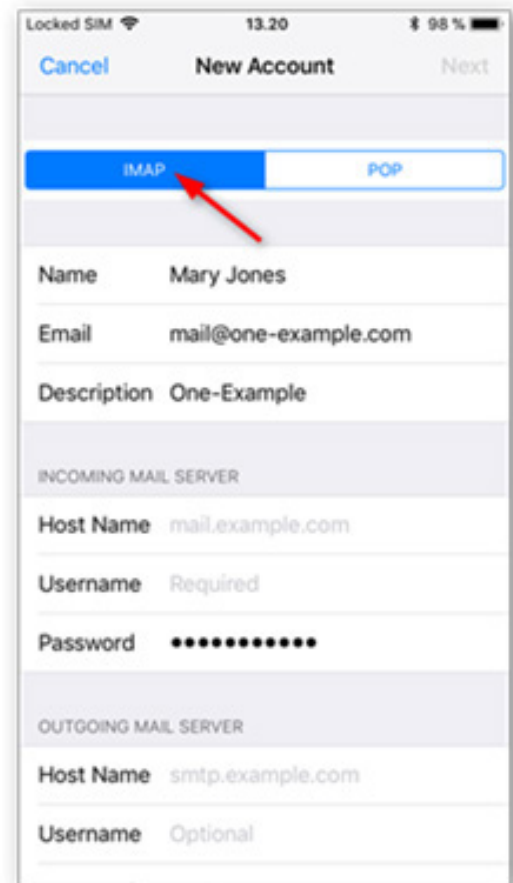 Locked SIM 13.20 98 %
Cancel New Account Next
IMAP POP
Name Mary Jones
Email mail@one-example.com
Description One-Example
INCOMING MAIL SERVER
Host Name mail.example.com
Username Required
Password •••••••••••
OUTGOING MAIL SERVER
Host Name smtp.example.com
Username Optional